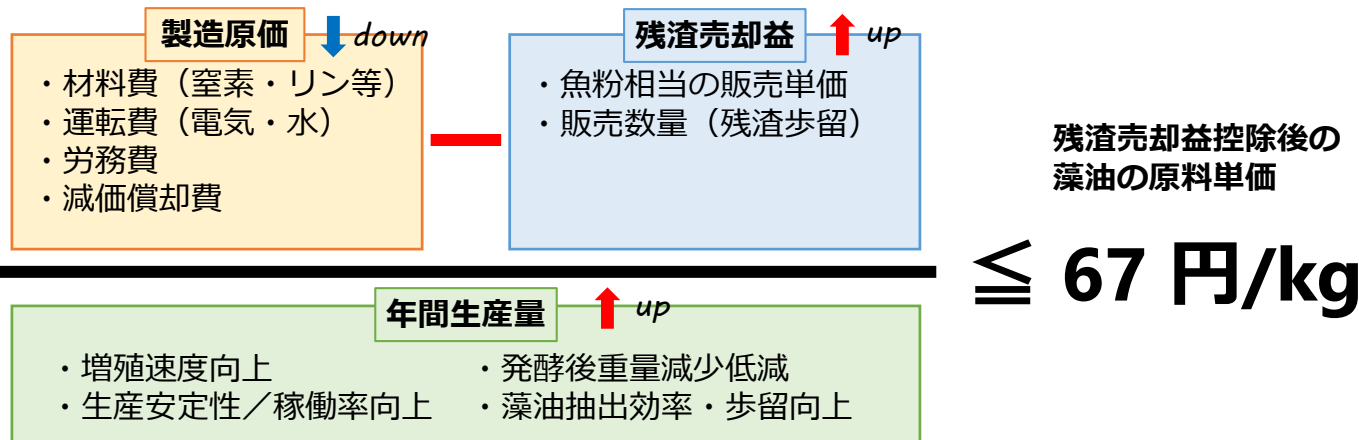 製造原価
down
・材料費（窒素・リン等）
・運転費（電気・水）
・労務費
・減価償却費
残渣売却益
up
・魚粉相当の販売単価
・販売数量（残渣歩留）
残渣売却益控除後の
藻油の原料単価
≦ 67 円/kg
年間生産量
up
・増殖速度向上
・生産安定性／稼働率向上
・発酵後重量減少低減
・藻油抽出効率・歩留向上